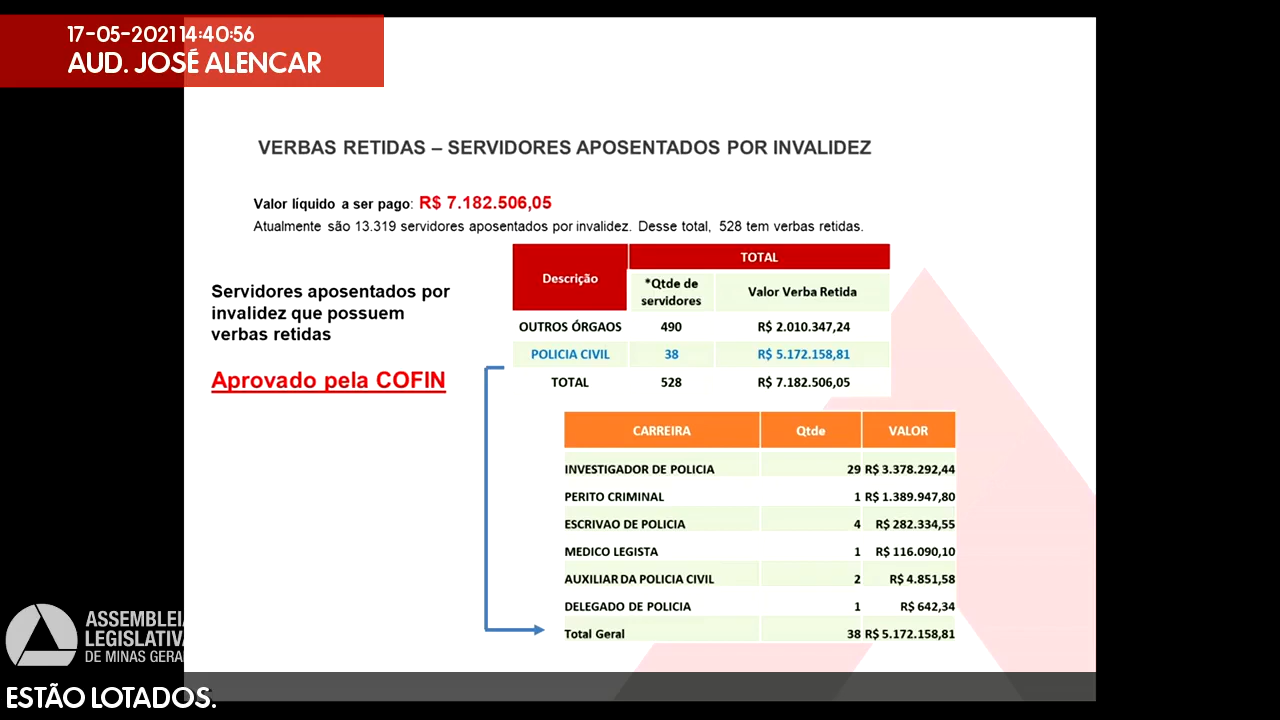 17-05-2021 14:40:56
AUD. JOSÉ ALENCAR
VERBAS RETIDAS – SERVIDORES APOSENTADOS POR INVALIDEZ
Valor líquido a ser pago: R$ 7.182.506,05
Atualmente são 13.319 servidores aposentados por invalidez. Desse total, 528 tem verbas retidas.
Servidores aposentados por
invalidez que possuem
verbas retidas
Aprovado pela COFIN
Descrição TOTAL
*Qtde de servidores Valor Verba Retida
OUTROS ÓRGAOS 490 R$ 2.010.347,24
POLICIA CIVIL 38 R$ 5.172.158,81
TOTAL 528 R$ 7.182.506,05
CARREIRA Qtde VALOR
INVESTIGADOR DE POLICIA 29 R$ 3.378.292,44
PERITO CRIMINAL 1 R$ 1.389.947,80
ESCRIVAO DE POLICIA 4 R$ 282.334,55
MEDICO LEGISTA 1 R$ 116.090,10
AUXILIAR DA POLICIA CIVIL 2 R$ 4.851,58
DELEGADO DE POLICIA 1 R$ 642,34
Total Geral 38 R$ 5.172.158,81
ASSEMBLEIA
LEGISLATIVA
DE MINAS GERAI
ESTÃO LOTADOS.